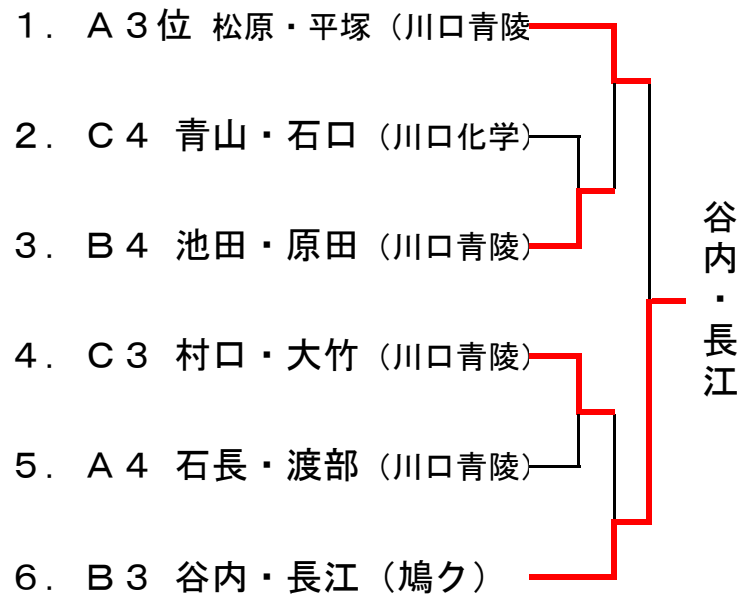 １． Ａ３位 松原・平塚（川口青陵
２． Ｃ４ 青山・石口（川口化学）
３． Ｂ４ 池田・原田（川口青陵）
４． Ｃ３ 村口・大竹（川口青陵）
５． Ａ４ 石長・渡部（川口青陵）
６． Ｂ３ 谷内・長江（鳩ク）
谷内・長江